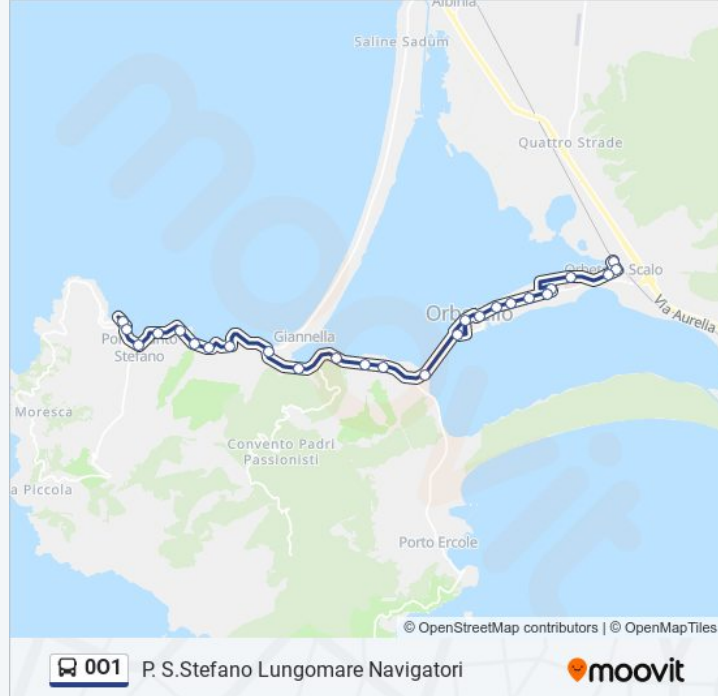 Albinia
Saline Sadùm
Quattro Strade
Orbetello Scalo
Orbetello
Via Aurelia
Giannella
Porto Santo
Stefano
Moresca
Convento Padri
Passionisti
a Piccola
Porto Ercole
moovit
© OpenStreetMap contributors | © OpenMapTiles
001 P. S.Stefano Lungomare Navigatori
moovit